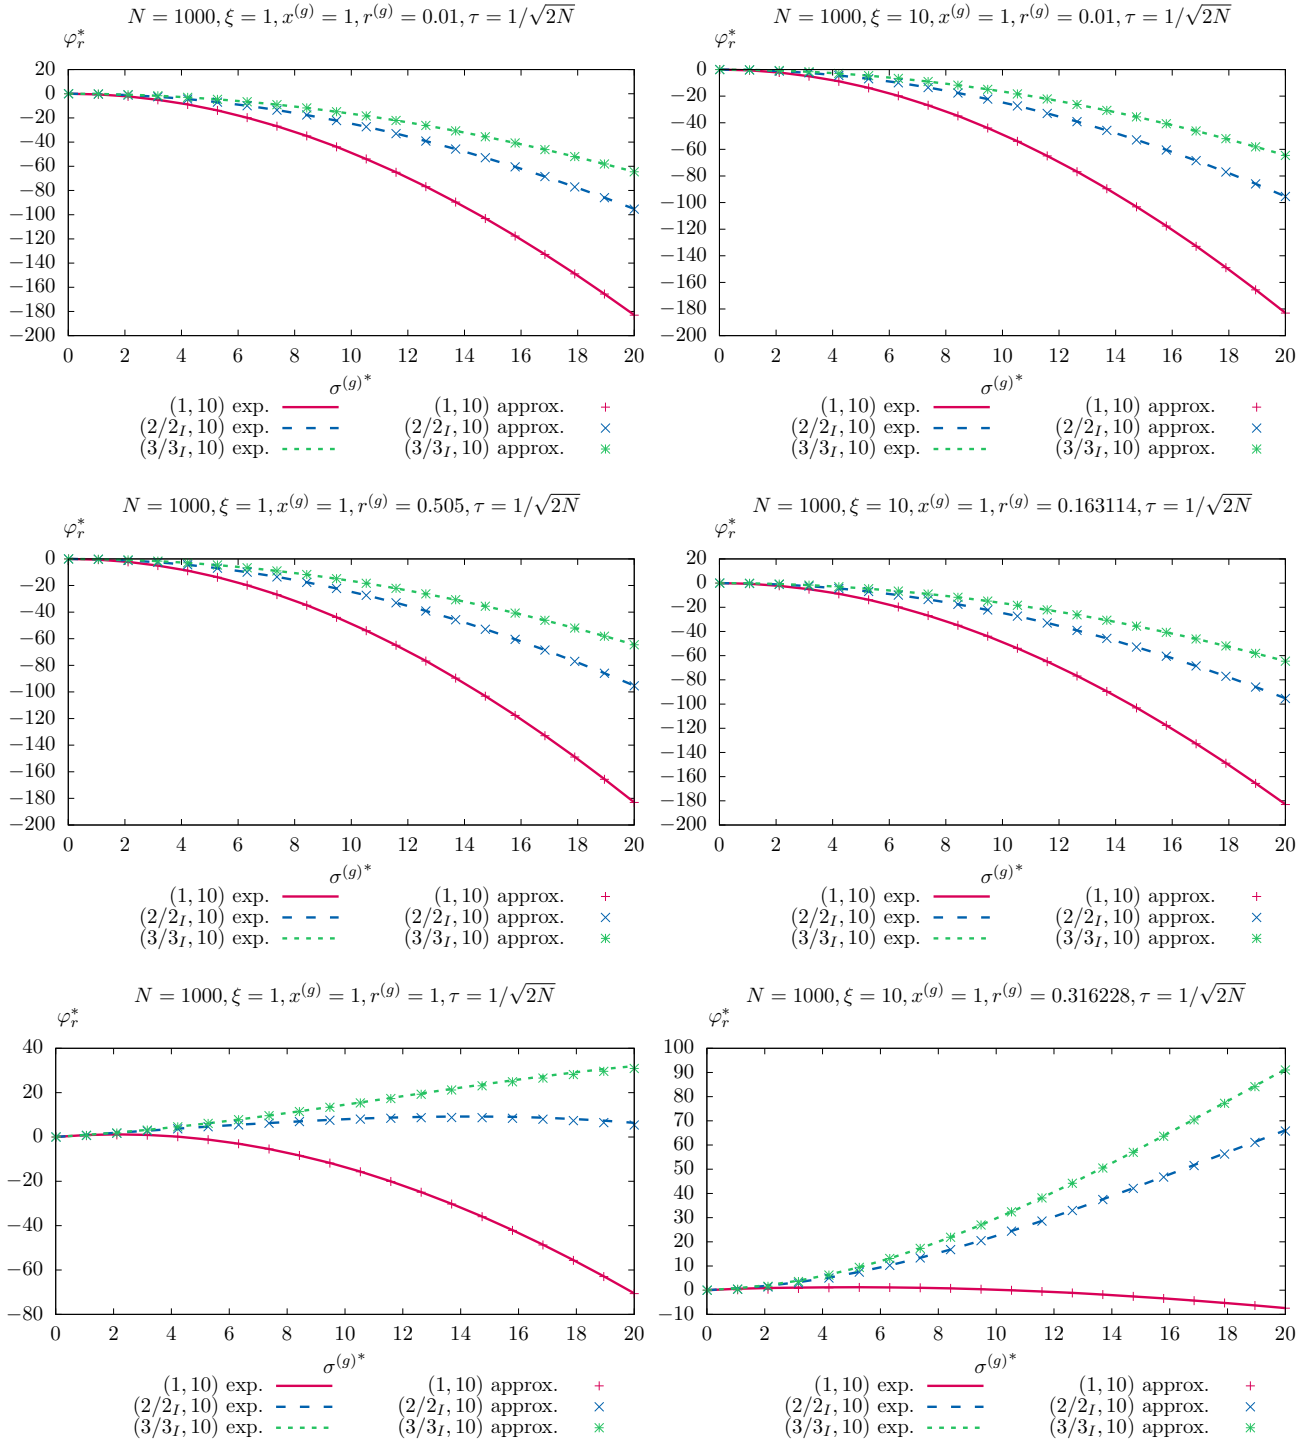 N = 1000, ξ = 1, x^(g) = 1, r^(g) = 0.01, τ = 1/√2N
φ_r^*
20
0
−20
−40
−60
−80
−100
−120
−140
−160
−180
−200
0 2 4 6 8 10 12 14 16 18 20
σ^(g)*
(1, 10) exp. (1, 10) approx.
(2/2_I, 10) exp. (2/2_I, 10) approx.
(3/3_I, 10) exp. (3/3_I, 10) approx.
N = 1000, ξ = 10, x^(g) = 1, r^(g) = 0.01, τ = 1/√2N
φ_r^*
0
−20
−40
−60
−80
−100
−120
−140
−160
−180
−200
0 2 4 6 8 10 12 14 16 18 20
σ^(g)*
(1, 10) exp. (1, 10) approx.
(2/2_I, 10) exp. (2/2_I, 10) approx.
(3/3_I, 10) exp. (3/3_I, 10) approx.
N = 1000, ξ = 1, x^(g) = 1, r^(g) = 0.505, τ = 1/√2N
φ_r^*
0
−20
−40
−60
−80
−100
−120
−140
−160
−180
−200
0 2 4 6 8 10 12 14 16 18 20
σ^(g)*
(1, 10) exp. (1, 10) approx.
(2/2_I, 10) exp. (2/2_I, 10) approx.
(3/3_I, 10) exp. (3/3_I, 10) approx.
N = 1000, ξ = 10, x^(g) = 1, r^(g) = 0.163114, τ = 1/√2N
φ_r^*
20
0
−20
−40
−60
−80
−100
−120
−140
−160
−180
−200
0 2 4 6 8 10 12 14 16 18 20
σ^(g)*
(1, 10) exp. (1, 10) approx.
(2/2_I, 10) exp. (2/2_I, 10) approx.
(3/3_I, 10) exp. (3/3_I, 10) approx.
N = 1000, ξ = 1, x^(g) = 1, r^(g) = 1, τ = 1/√2N
φ_r^*
40
20
0
−20
−40
−60
−80
0 2 4 6 8 10 12 14 16 18 20
σ^(g)*
(1, 10) exp. (1, 10) approx.
(2/2_I, 10) exp. (2/2_I, 10) approx.
(3/3_I, 10) exp. (3/3_I, 10) approx.
N = 1000, ξ = 10, x^(g) = 1, r^(g) = 0.316228, τ = 1/√2N
φ_r^*
100
90
80
70
60
50
40
30
20
10
0
−10
0 2 4 6 8 10 12 14 16 18 20
σ^(g)*
(1, 10) exp. (1, 10) approx.
(2/2_I, 10) exp. (2/2_I, 10) approx.
(3/3_I, 10) exp. (3/3_I, 10) approx.